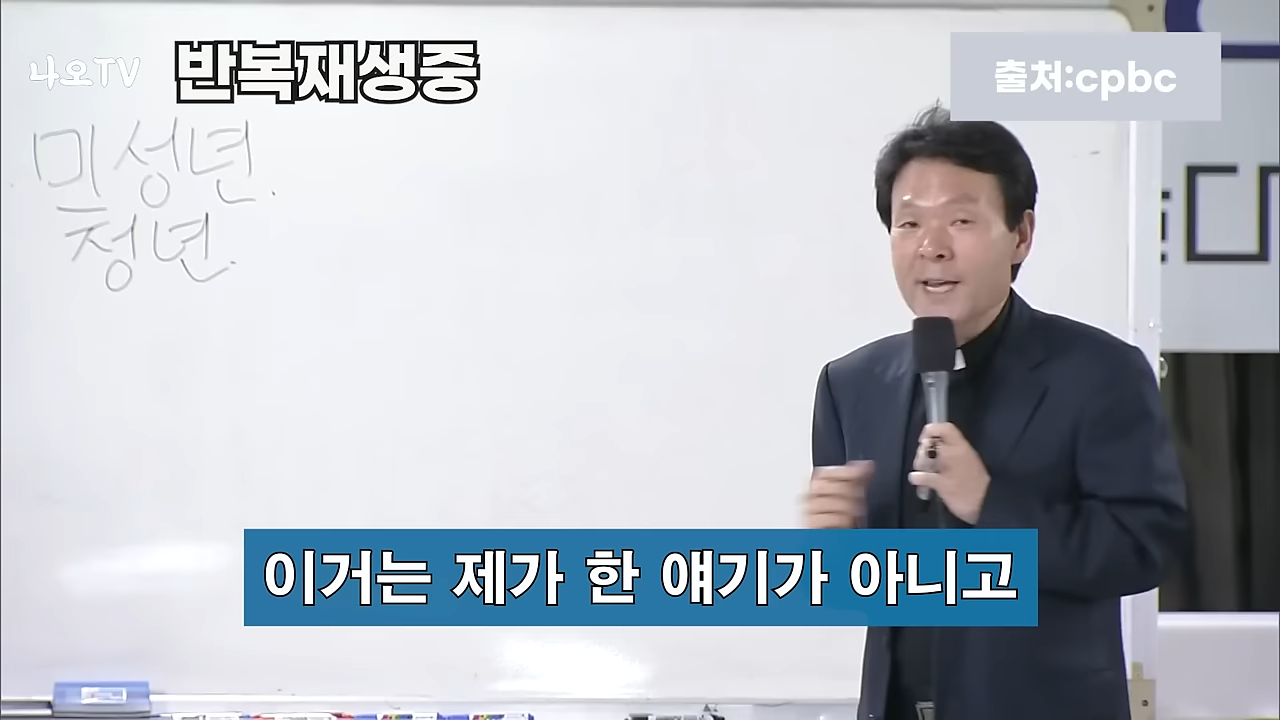 나오TV
반복재생중
출처:cpbc
미성년.
청년.
이거는 제가 한 얘기가 아니고